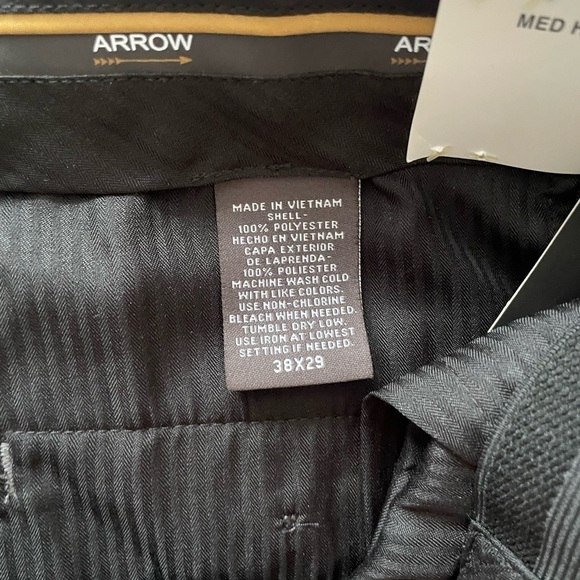 ARROW
AR
MED H
MADE IN VIETNAM
SHELL-
100% POLYESTER
HECHO EN VIETNAM
CAPA EXTERIOR
DE LAPRENDA-
100% POLIESTER
MACHINE WASH COLD
WITH LIKE COLORS.
USE NON-CHLORINE
BLEACH WHEN NEEDED.
TUMBLE DRY LOW.
USE IRON AT LOWEST
SETTING IF NEEDED.
38X29